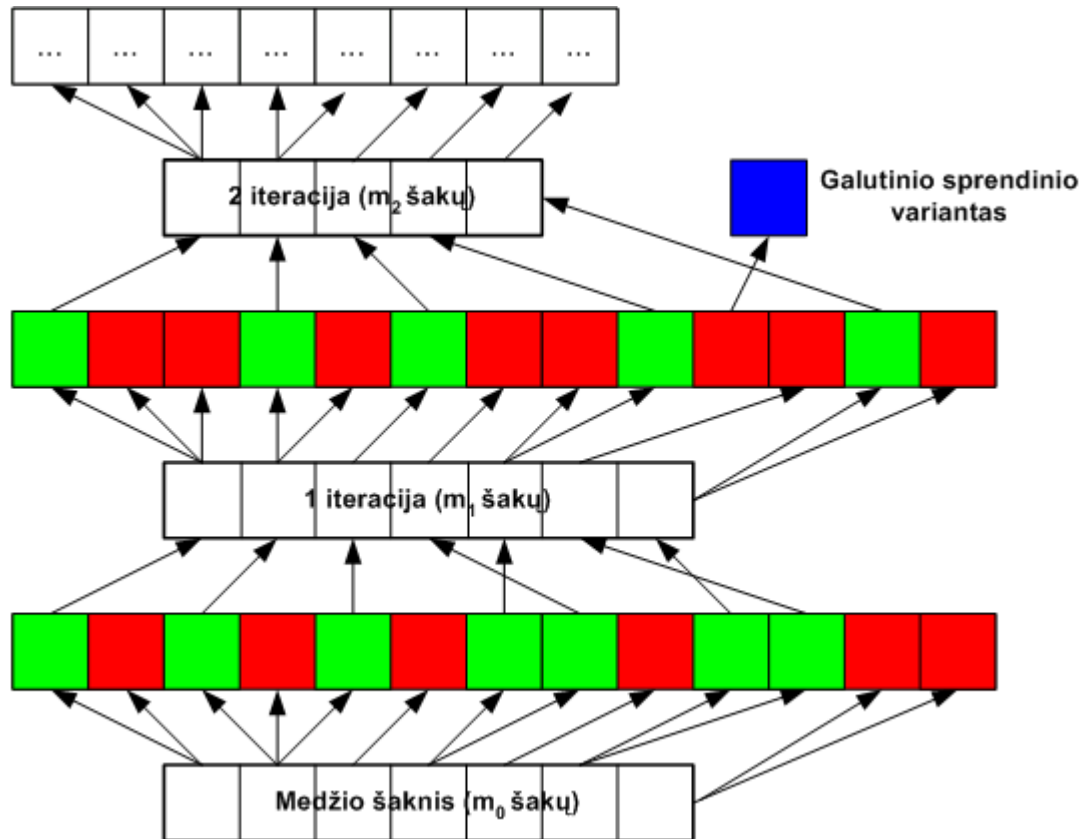 ... ... ... ... ... ... ... ...
2 iteracija (m2 šakų)
Galutinio sprendinio
variantas
1 iteracija (m1 šakų)
Medžio šaknis (m0 šakų)